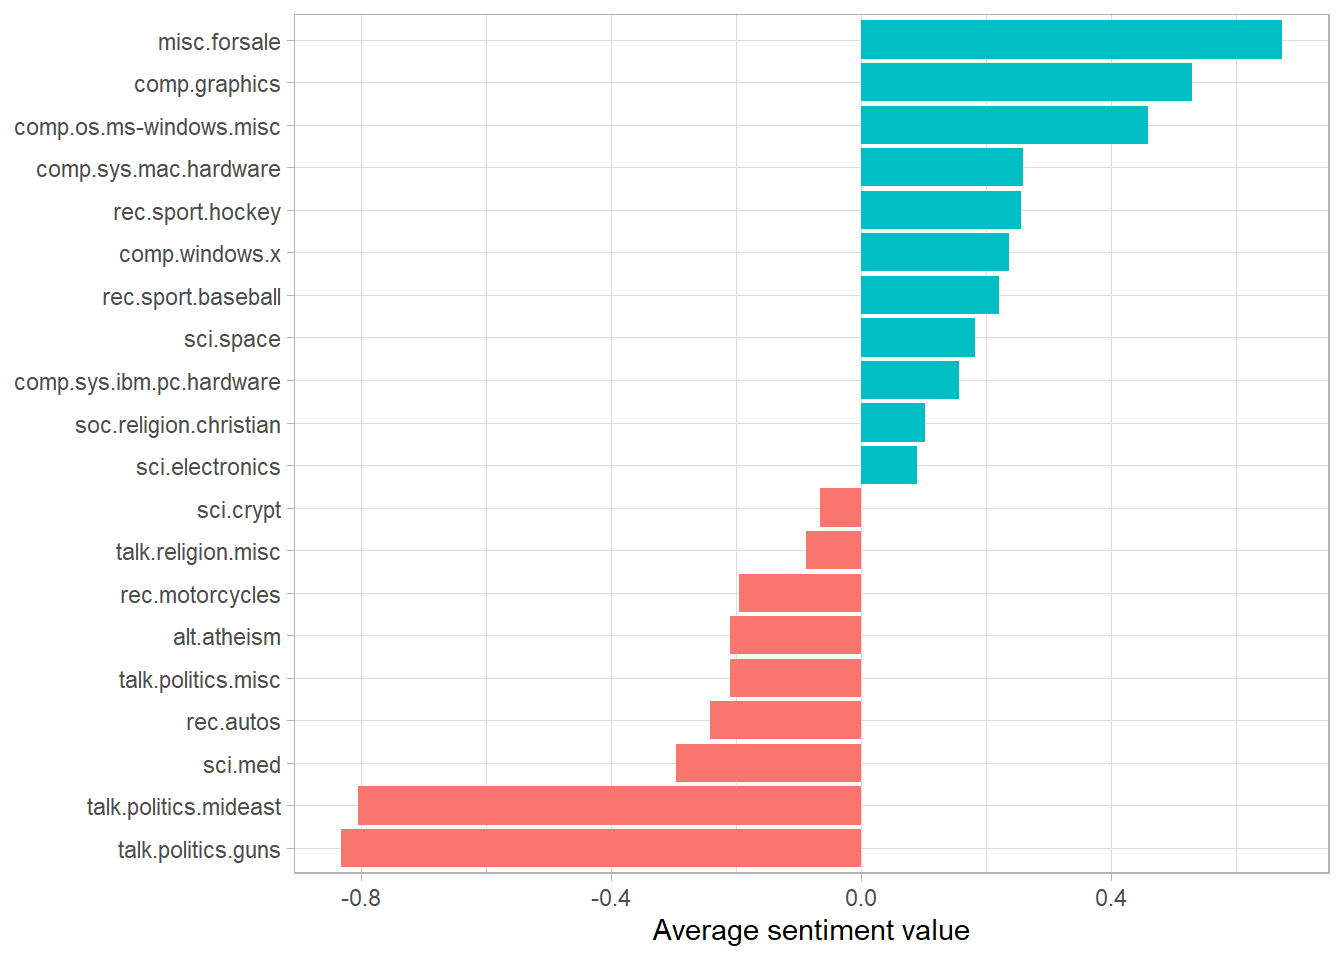 misc.forsale
comp.graphics
comp.os.ms-windows.misc
comp.sys.mac.hardware
rec.sport.hockey
comp.windows.x
rec.sport.baseball
sci.space
comp.sys.ibm.pc.hardware
soc.religion.christian
sci.electronics
sci.crypt
talk.religion.misc
rec.motorcycles
alt.atheism
talk.politics.misc
rec.autos
sci.med
talk.politics.mideast
talk.politics.guns
-0.8 -0.4 0.0 0.4
Average sentiment value